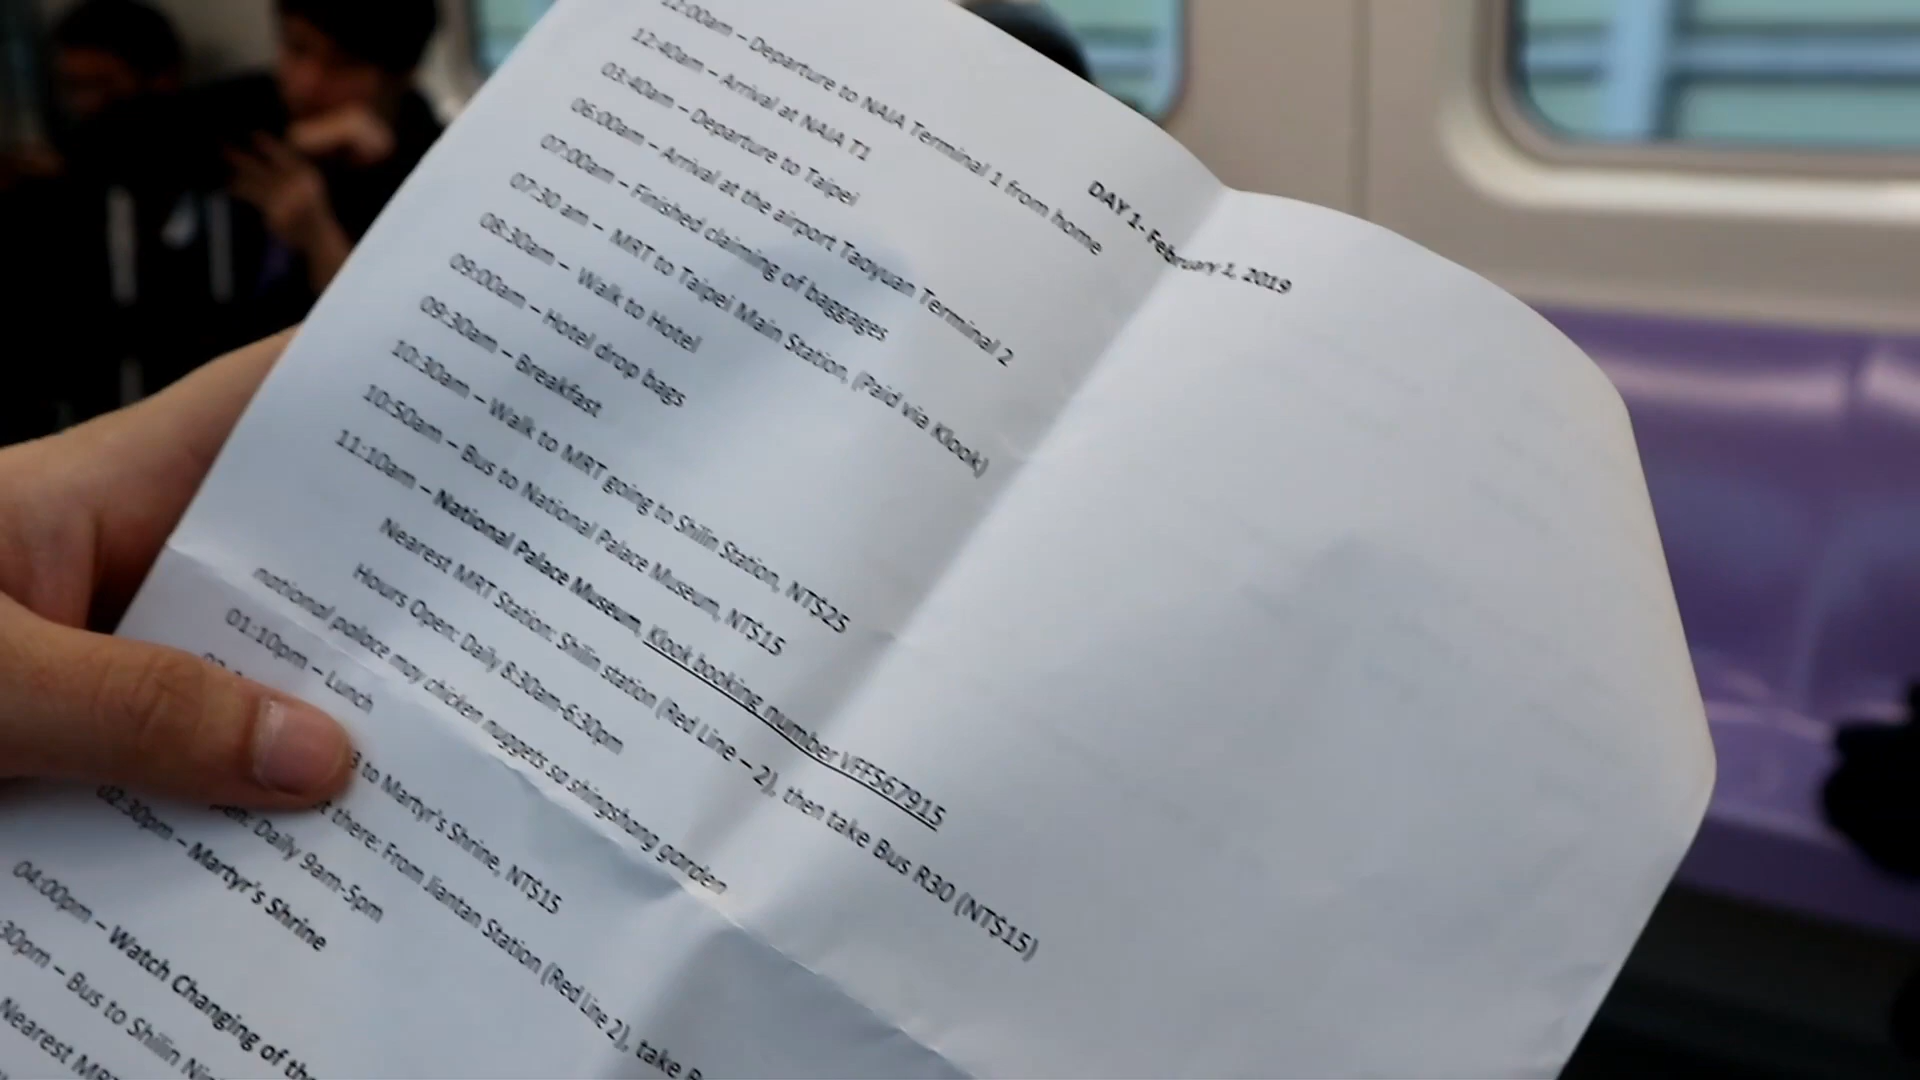 DAY 1- February 1, 2019
:00am – Departure to NAIA Terminal 1 from home
12:40am – Arrival at NAIA T1
03:40am – Departure to Taipei
06:00am – Arrival at the airport Taoyuan Terminal 2
07:00am – Finished claiming of baggages
07:30 am – MRT to Taipei Main Station, (Paid via Klook)
08:30am – Walk to Hotel
09:00am – Hotel drop bags
09:30am – Breakfast
10:30am – Walk to MRT going to Shilin Station, NT$25
10:50am – Bus to National Palace Museum, NT$15
11:10am – National Palace Museum, Klook booking number VFF567915
Nearest MRT Station: Shilin station (Red Line – 2), then take Bus R30 (NT$15)
Hours Open: Daily 8:30am-6:30pm
national palace may chicken nuggets sa shingshong garden
01:10pm – Lunch
3 to Martyr's Shrine, NT$15
t there: From Jiantan Station (Red Line 2), take
en: Daily 9am-5pm
02:30pm – Martyr's Shrine
04:00pm – Watch Changing of the
:30pm – Bus to Shilin
Nearest MRT